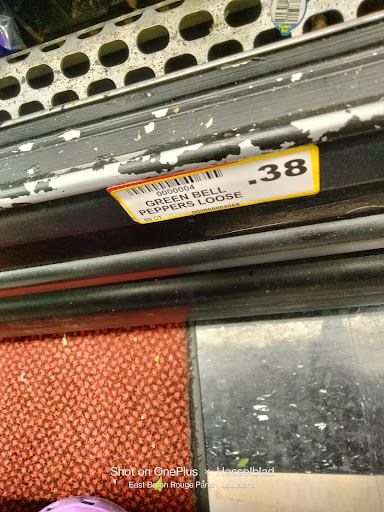 0000004
GREEN BELL
PEPPERS LOOSE
.38
Shot on OnePlus × Hasselblad
East Baton Rouge Parish, Louisiana